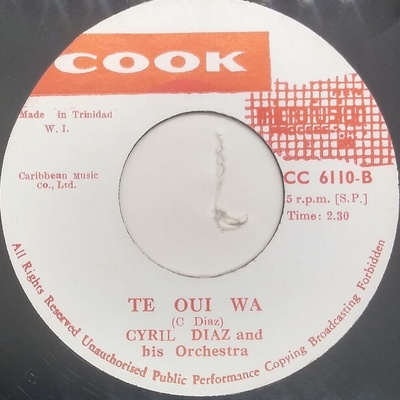 COOK
Made in Trinidad
W. I.
Caribbean Music
Co., Ltd.
CC 6110-B
5 r.p.m. [S.P.]
Time: 2.30
TE OUI WA
(C Diaz)
CYRIL DIAZ and
his Orchestra
All Rights Reserved Unauthorised Public Performance Copying Broadcasting Forbidden